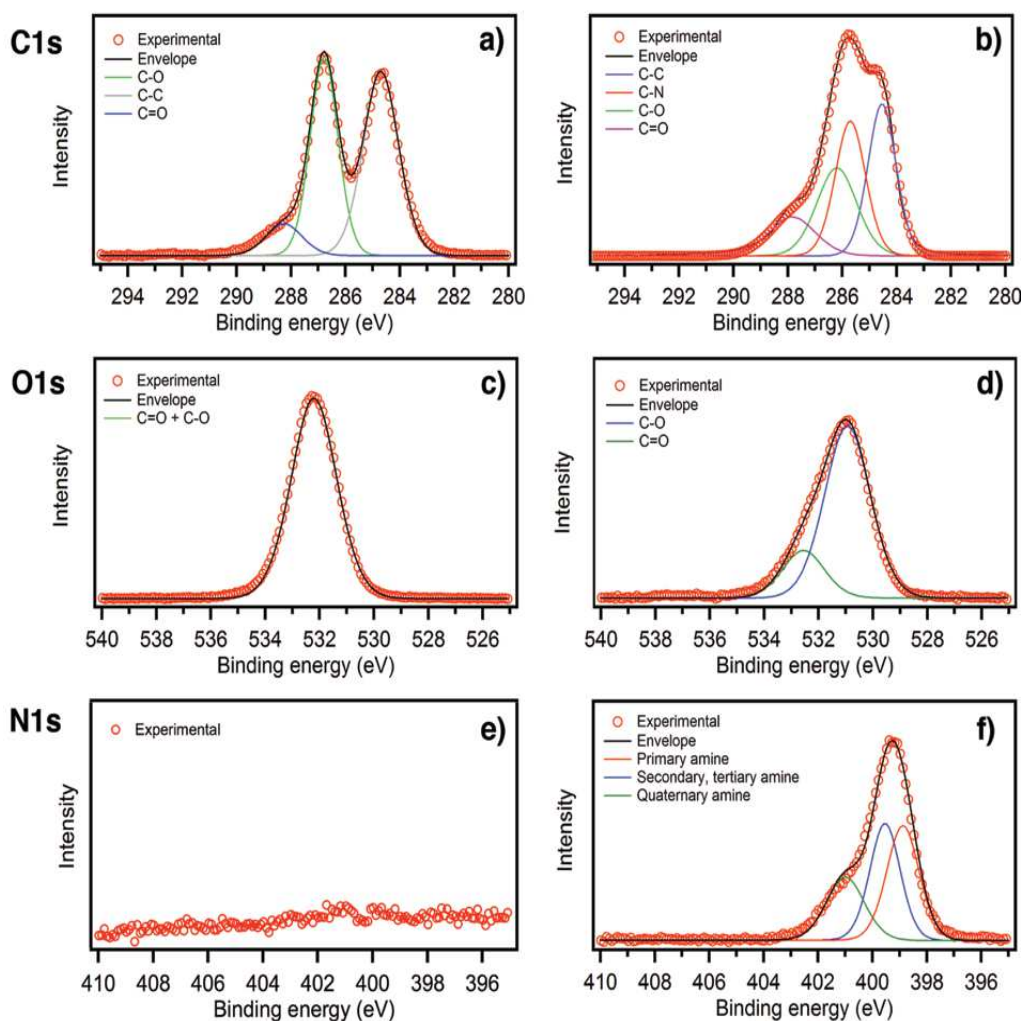 C1s
a)
Experimental
Envelope
C-O
C-C
C=O
Intensity
294 292 290 288 286 284 282 280
Binding energy (eV)
b)
Experimental
Envelope
C-C
C-N
C-O
C=O
Intensity
294 292 290 288 286 284 282 280
Binding energy (eV)
O1s
c)
Experimental
Envelope
C=O + C-O
Intensity
540 538 536 534 532 530 528 526
Binding energy (eV)
d)
Experimental
Envelope
C-O
C=O
Intensity
540 538 536 534 532 530 528 526
Binding energy (eV)
N1s
e)
Experimental
Intensity
410 408 406 404 402 400 398 396
Binding energy (eV)
f)
Experimental
Envelope
Primary amine
Secondary, tertiary amine
Quaternary amine
Intensity
410 408 406 404 402 400 398 396
Binding energy (eV)